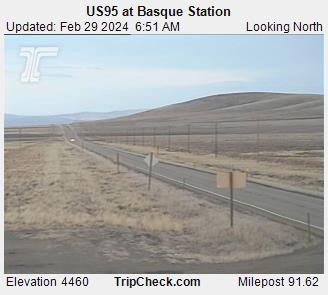 US95 at Basque Station
Updated: Feb 29 2024 6:51 AM Looking North
Elevation 4460 TripCheck.com Milepost 91.62